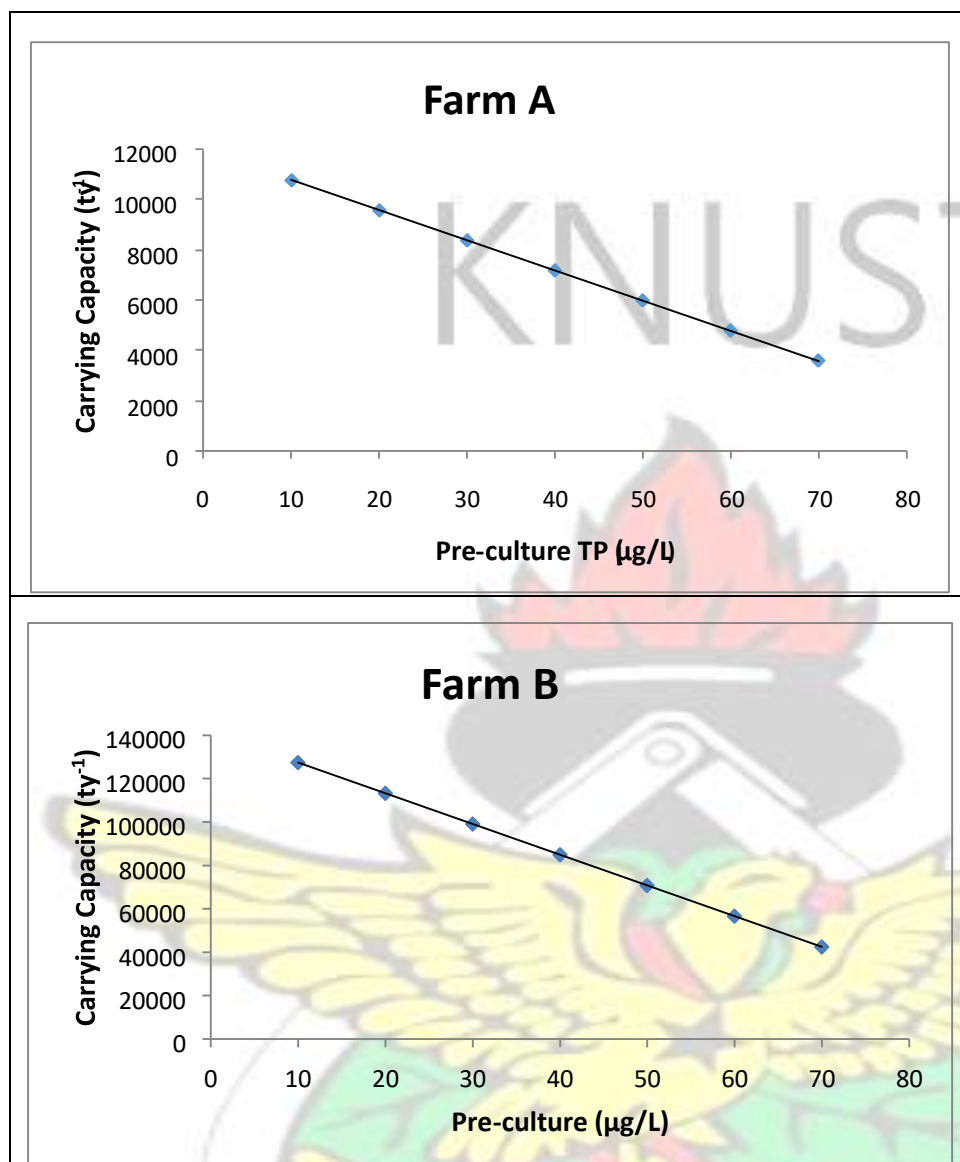 Farm A
Carrying Capacity (ty-1)
12000
10000
8000
6000
4000
2000
0
0 10 20 30 40 50 60 70 80
Pre-culture TP (µg/L)
KNUST
Farm B
Carrying Capacity (ty⁻¹)
140000
120000
100000
80000
60000
40000
20000
0
0 10 20 30 40 50 60 70 80
Pre-culture (µg/L)